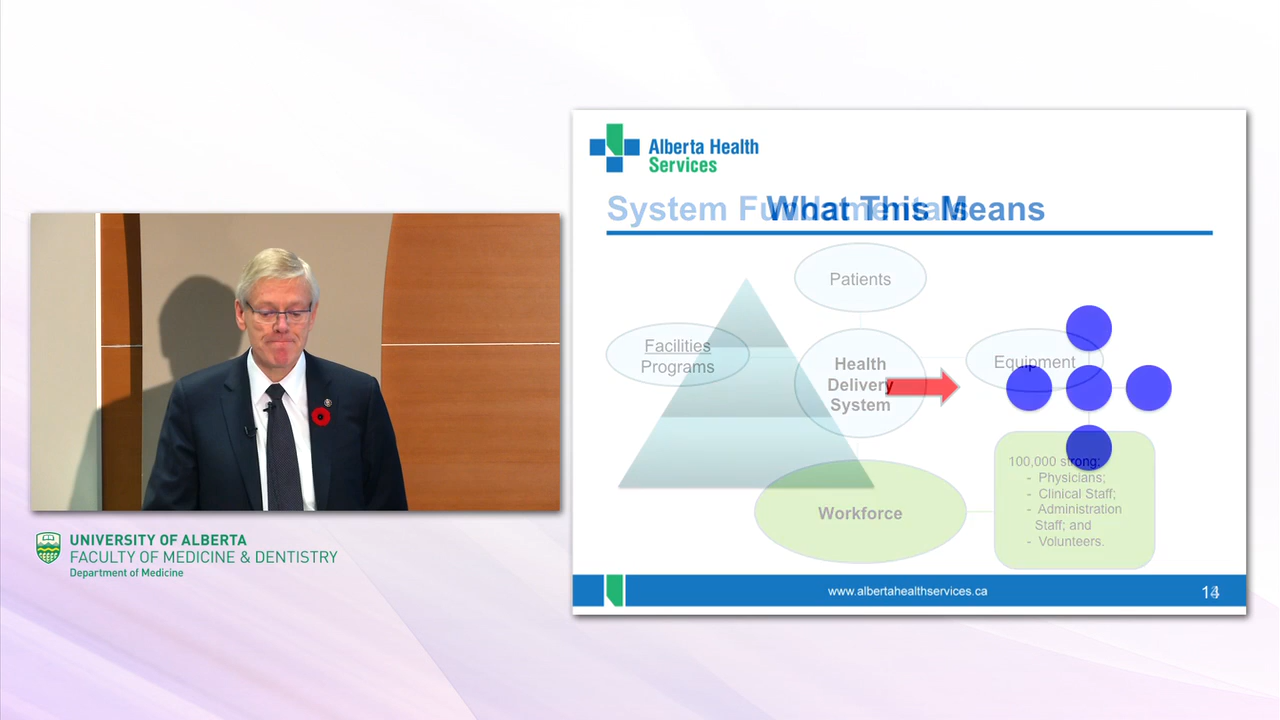 Alberta Health
Services
System Fundamentals
What This Means
Patients
Facilities
Programs
Health
Delivery
System
Equipment
Workforce
100,000 strong:
- Physicians;
- Clinical Staff;
- Administration
Staff; and
- Volunteers.
www.albertahealthservices.ca
UNIVERSITY OF ALBERTA
FACULTY OF MEDICINE & DENTISTRY
Department of Medicine